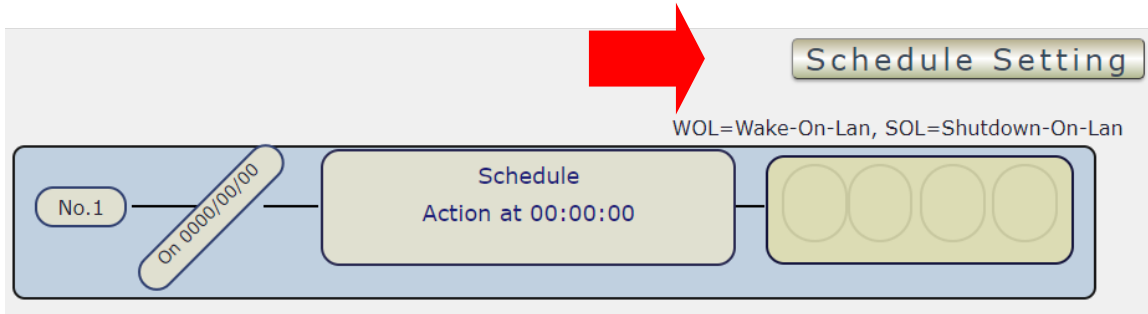 Schedule Setting
WOL=Wake-On-Lan, SOL=Shutdown-On-Lan
No.1
On 0000/00/00
Schedule
Action at 00:00:00